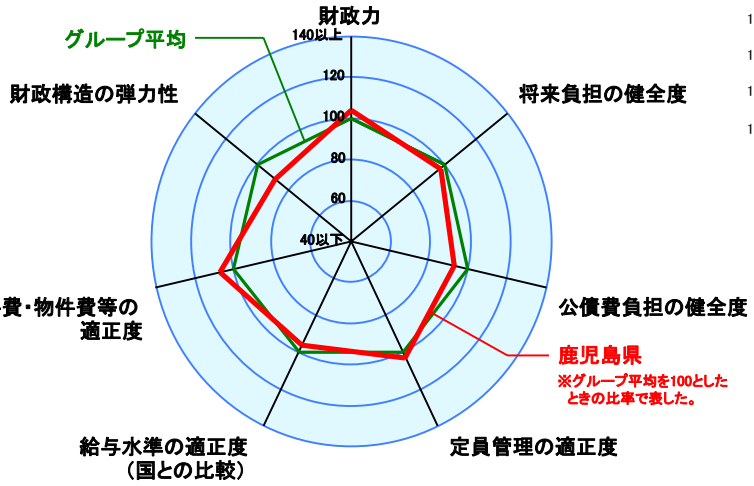 財政力
140以上
グループ平均
120
財政構造の弾力性
将来負担の健全度
100
80
60
40以下
費・物件費等の
適正度
公債費負担の健全度
鹿児島県
※グループ平均を100とした
ときの比率で表した。
給与水準の適正度
（国との比較）
定員管理の適正度
1
1
1
1